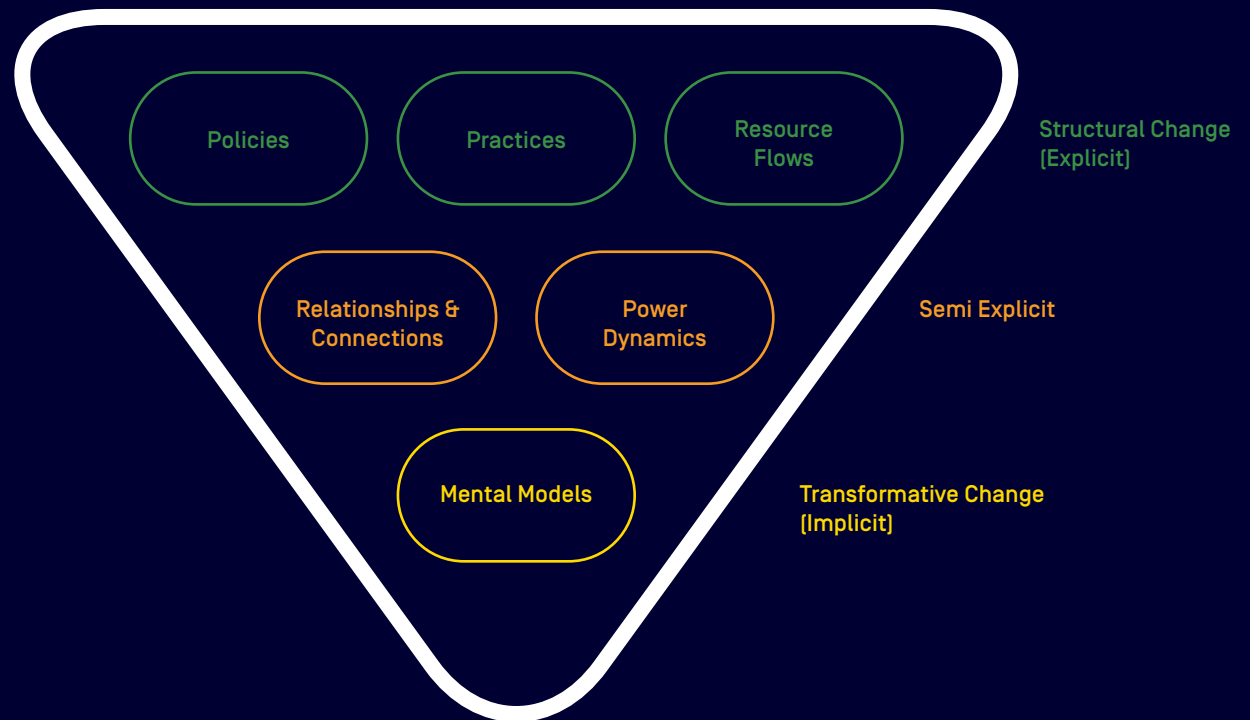 Policies
Practices
Resource
Flows
Structural Change
(Explicit)
Relationships &
Connections
Power
Dynamics
Semi Explicit
Mental Models
Transformative Change
(Implicit)